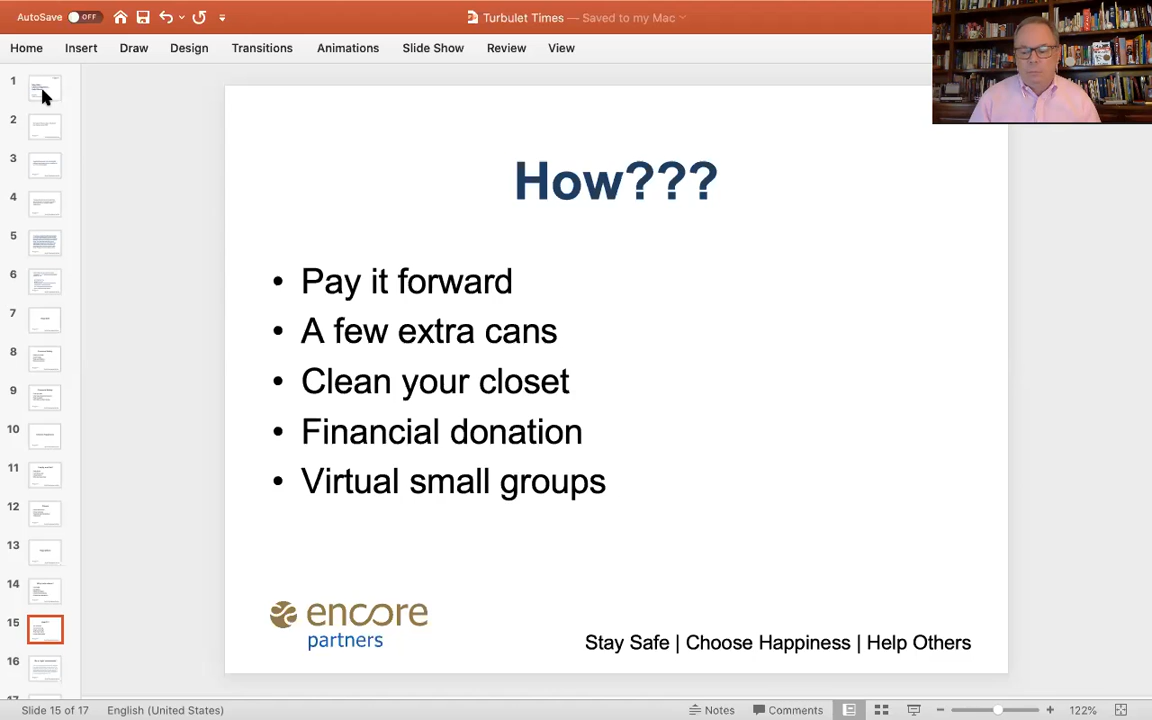 AutoSave OFF Turbulet Times — Saved to my Mac
Home Insert Draw Design Transitions Animations Slide Show Review View
1
2
3
4
5
6
7
8
9
10
11
12
13
14
15
16
17
How???
• Pay it forward
• A few extra cans
• Clean your closet
• Financial donation
• Virtual small groups
encore
partners
Stay Safe | Choose Happiness | Help Others
Slide 15 of 17 English (United States) Notes Comments 122%